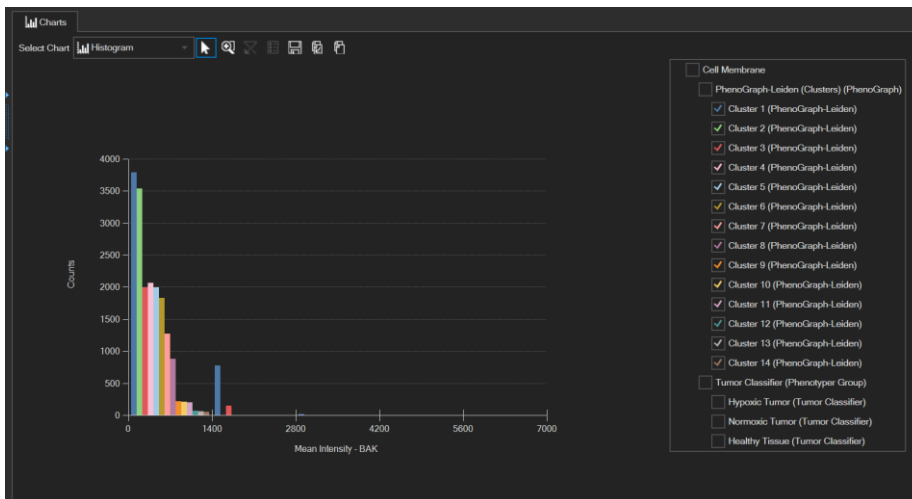 Charts
Select Chart Histogram
Cell Membrane
PhenoGraph-Leiden (Clusters) (PhenoGraph)
Cluster 1 (PhenoGraph-Leiden)
Cluster 2 (PhenoGraph-Leiden)
Cluster 3 (PhenoGraph-Leiden)
Cluster 4 (PhenoGraph-Leiden)
Cluster 5 (PhenoGraph-Leiden)
Cluster 6 (PhenoGraph-Leiden)
Cluster 7 (PhenoGraph-Leiden)
Cluster 8 (PhenoGraph-Leiden)
Cluster 9 (PhenoGraph-Leiden)
Cluster 10 (PhenoGraph-Leiden)
Cluster 11 (PhenoGraph-Leiden)
Cluster 12 (PhenoGraph-Leiden)
Cluster 13 (PhenoGraph-Leiden)
Cluster 14 (PhenoGraph-Leiden)
Tumor Classifier (Phenotyper Group)
Hypoxic Tumor (Tumor Classifier)
Normoxic Tumor (Tumor Classifier)
Healthy Tissue (Tumor Classifier)
4000
3500
3000
2500
2000
1500
1000
500
0
Counts
0 1400 2800 4200 5600 7000
Mean Intensity - BAK